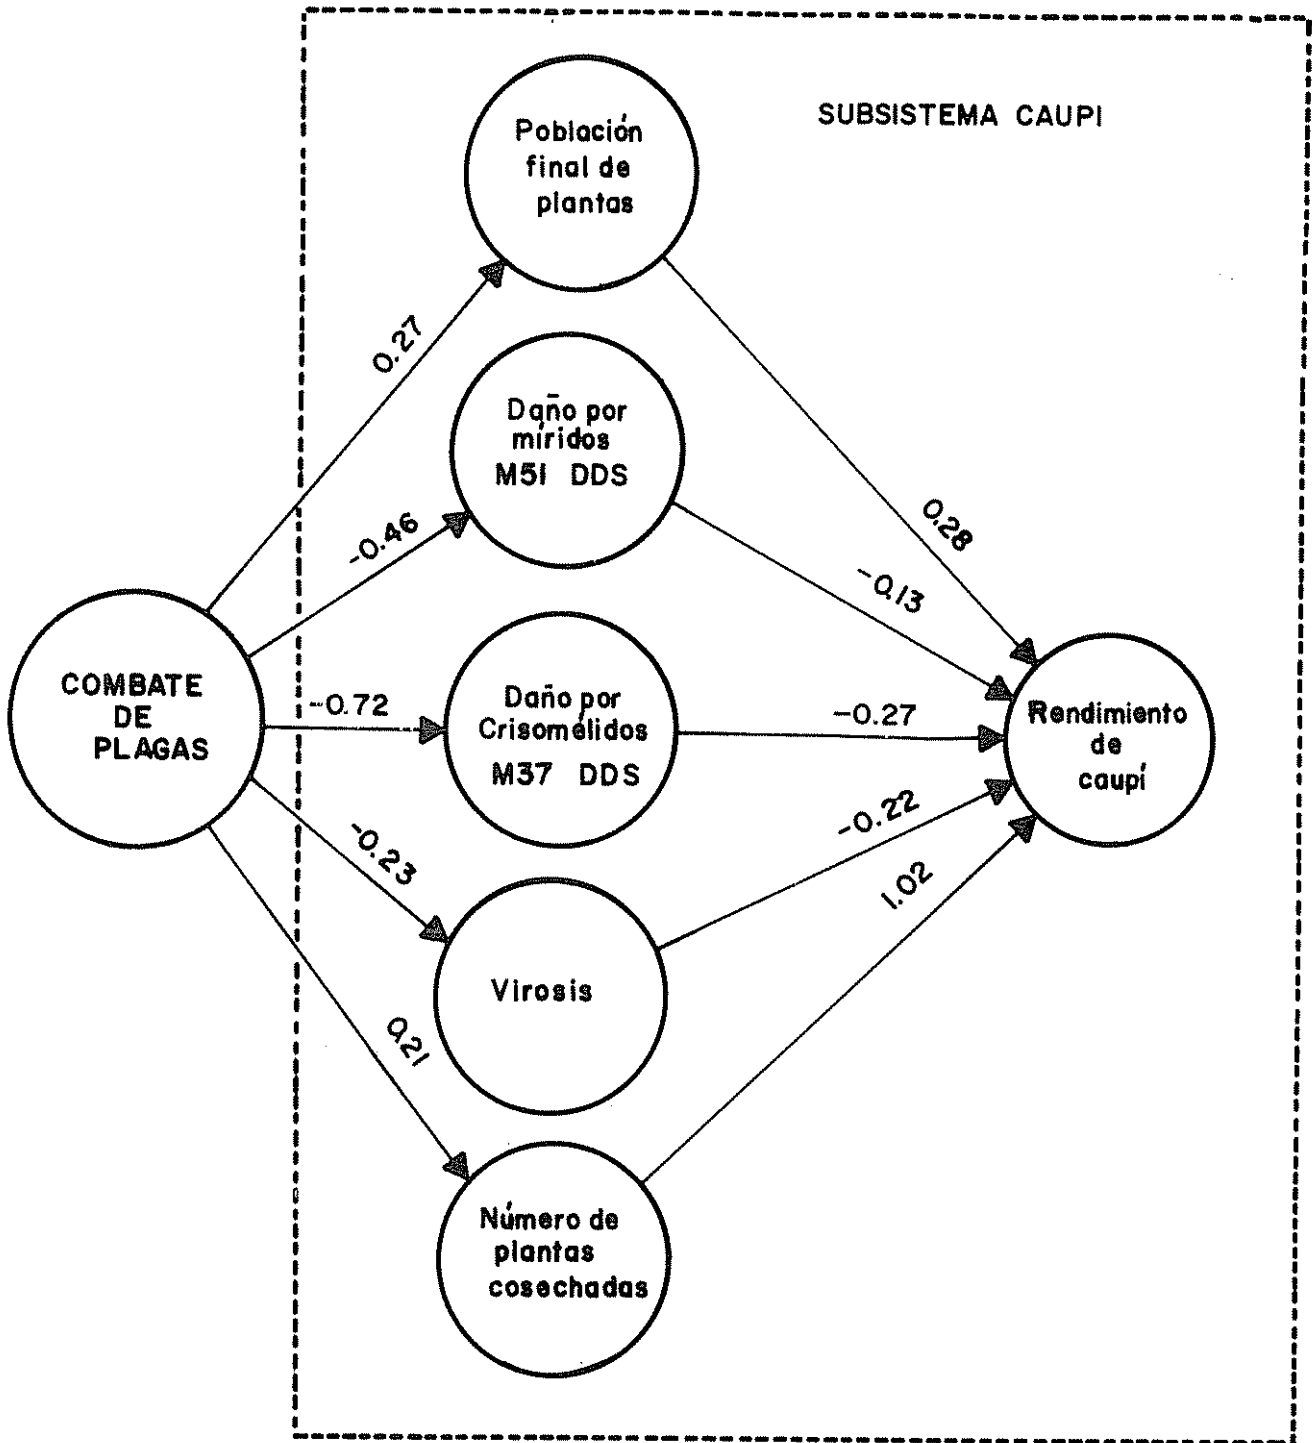 SUBSISTEMA CAUPI
Población
final de
plantas
0.27
Daño por
míridos
M51 DDS
0.28
-0.46
-0.13
COMBATE
DE
PLAGAS
-0.72
Daño por
Crisomélidos
M37 DDS
-0.27
Rendimiento
de
caupí
-0.23
-0.22
1.02
Virosis
0.21
Número de
plantas
cosechadas